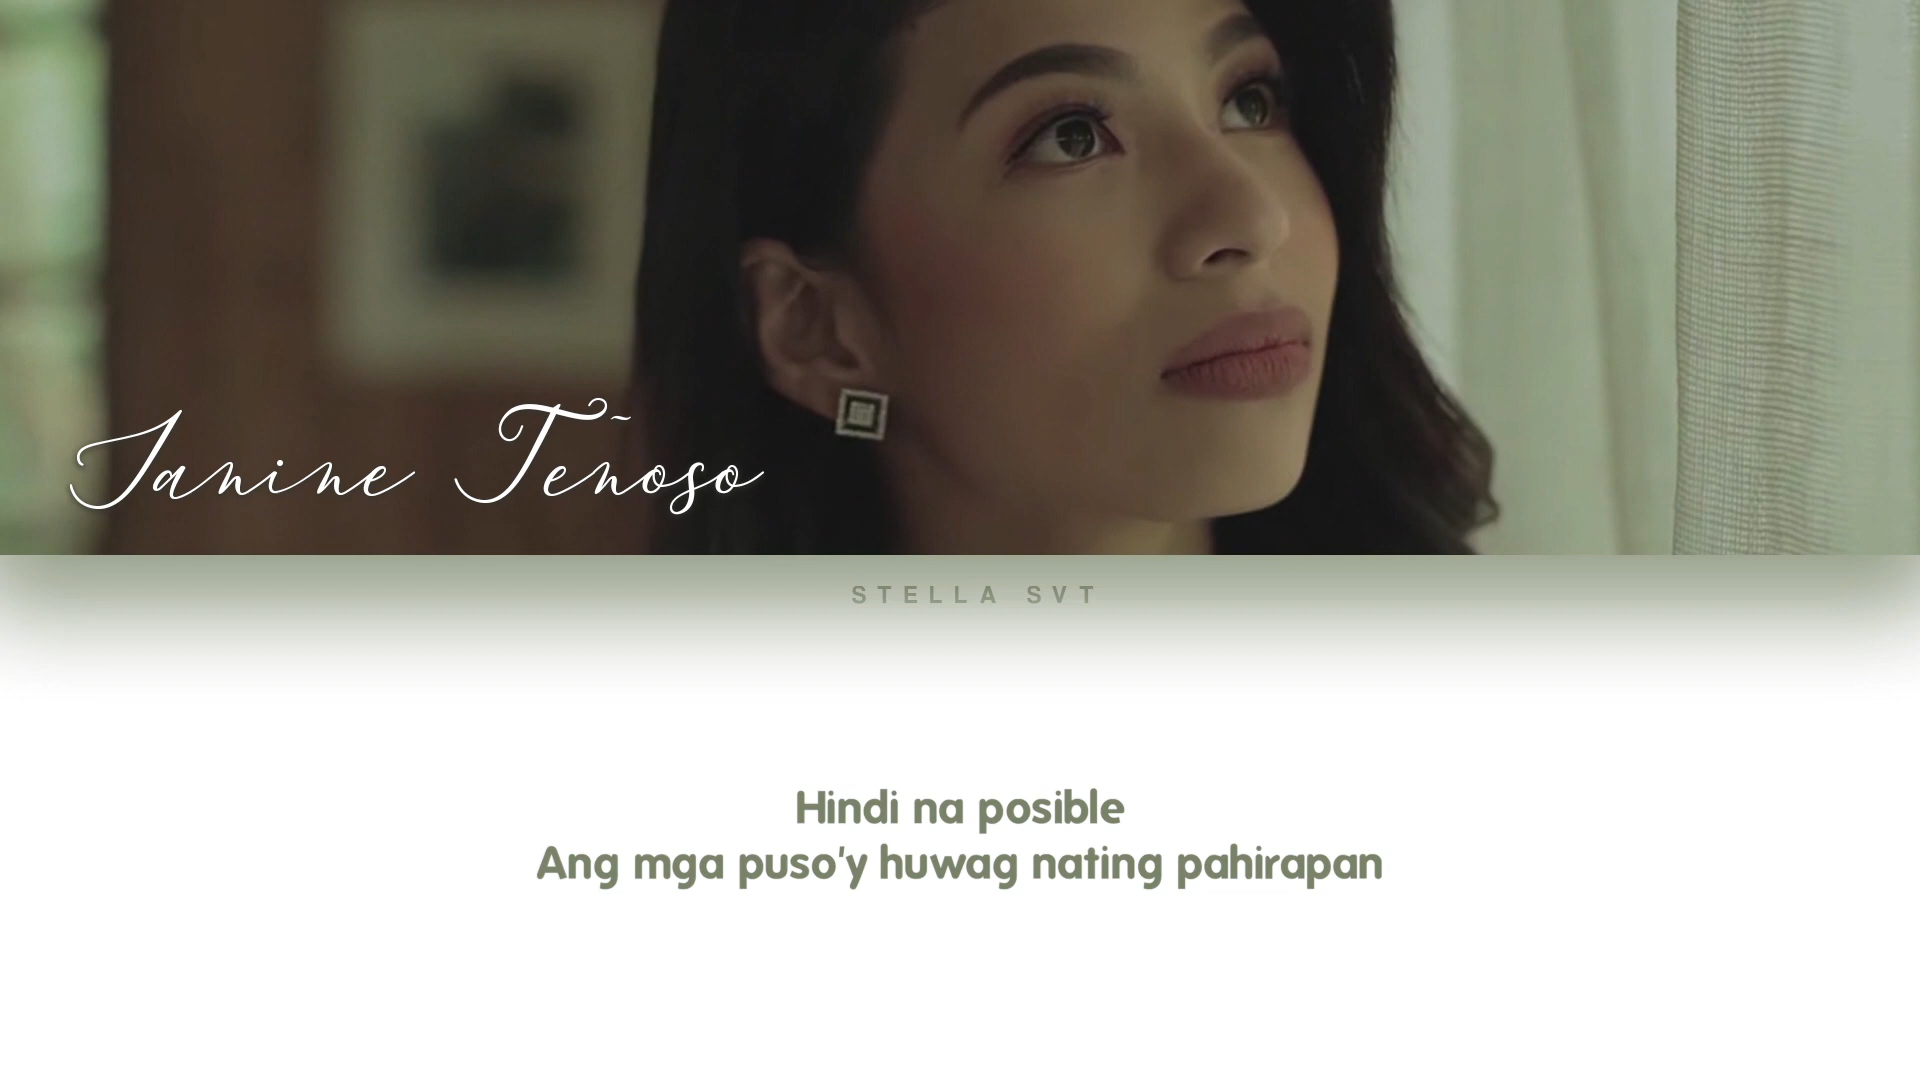 Janine Teñoso
STELLA SVT
Hindi na posible
Ang mga puso'y huwag nating pahirapan